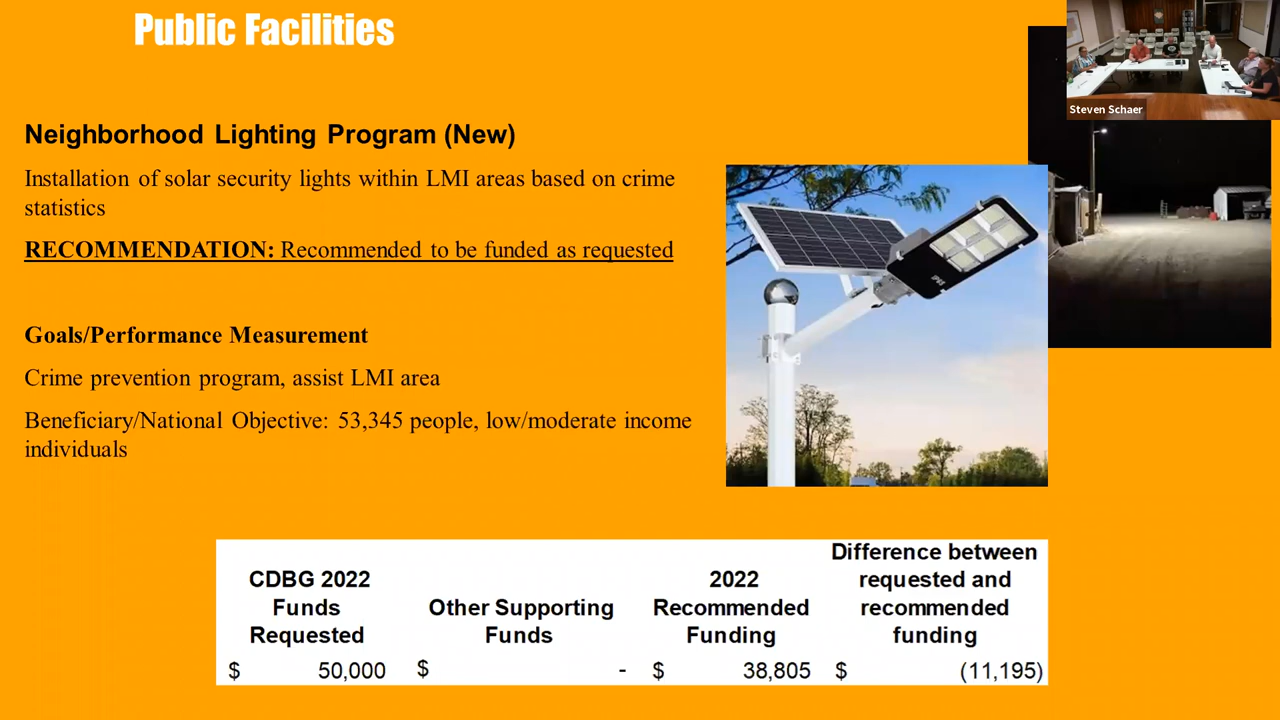 Public Facilities
Steven Schaer
Neighborhood Lighting Program (New)
Installation of solar security lights within LMI areas based on crime
statistics
RECOMMENDATION: Recommended to be funded as requested
Goals/Performance Measurement
Crime prevention program, assist LMI area
Beneficiary/National Objective: 53,345 people, low/moderate income
individuals
IP65
CDBG 2022
Funds
Requested
Other Supporting
Funds
2022
Recommended
Funding
Difference between
requested and
recommended
funding
$ 50,000 $ - $ 38,805 $ (11,195)